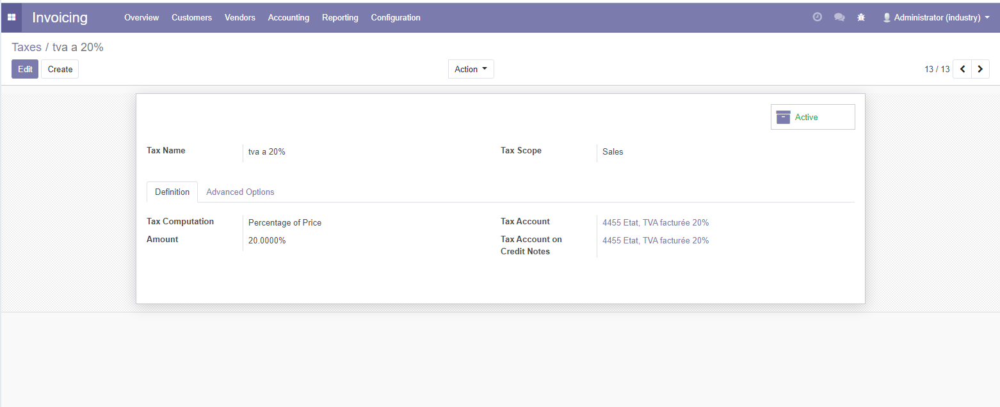 Invoicing Overview Customers Vendors Accounting Reporting Configuration Administrator (industry)
Taxes / tva a 20%
Edit Create Action 13 / 13
Active
Tax Name tva a 20% Tax Scope Sales
Definition Advanced Options
Tax Computation Percentage of Price Tax Account 4455 Etat, TVA facturée 20%
Amount 20.0000% Tax Account on 4455 Etat, TVA facturée 20%
Credit Notes